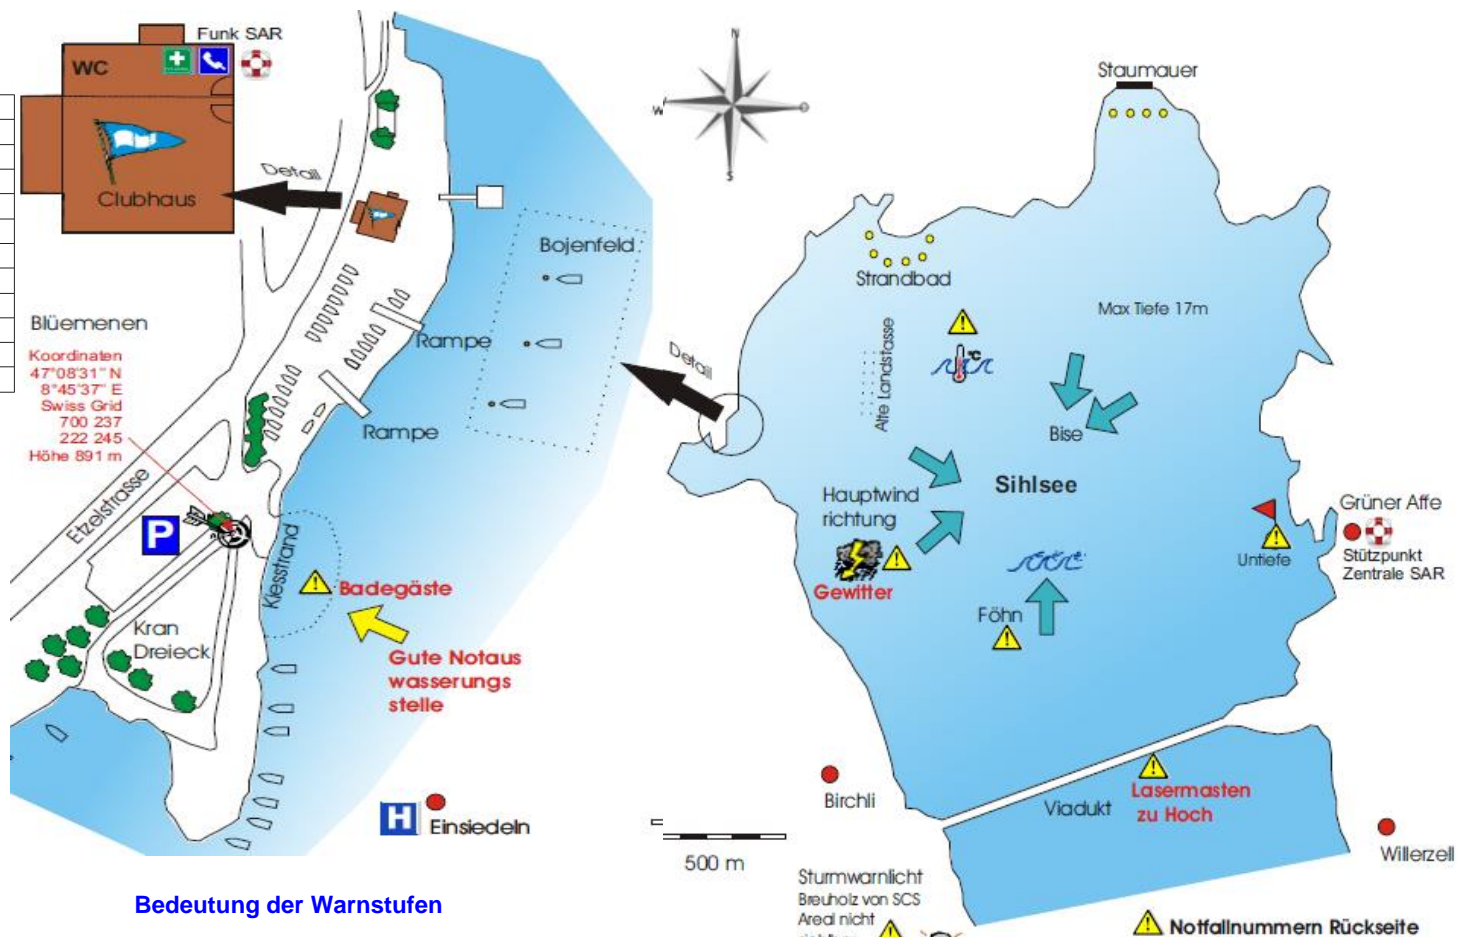 Funk SAR
WC
Clubhaus
Detail
Blüemenen
Koordinaten
47°08'31" N
8°45'37" E
Swiss Grid
700 237
222 245
Höhe 891 m
Etzelstrasse
P
Kran
Dreieck
Kiesstrand
Rampe
Rampe
Bojenfeld
Badegäste
Gute Notaus
wasserungs
stelle
H
Einsiedeln
Bedeutung der Warnstufen
N
W
O
S
Detail
Staumauer
Strandbad
Max Tiefe 17m
Alte Landstasse
°C
Bise
Sihlsee
Hauptwind
richtung
Gewitter
Föhn
Untiefe
Grüner Affe
Stützpunkt
Zentrale SAR
Birchli
Viadukt
Lasermasten
zu Hoch
Willerzell
500 m
Sturmwarnlicht
Breuholz von SCS
Areal nicht
Notfallnummern Rückseite